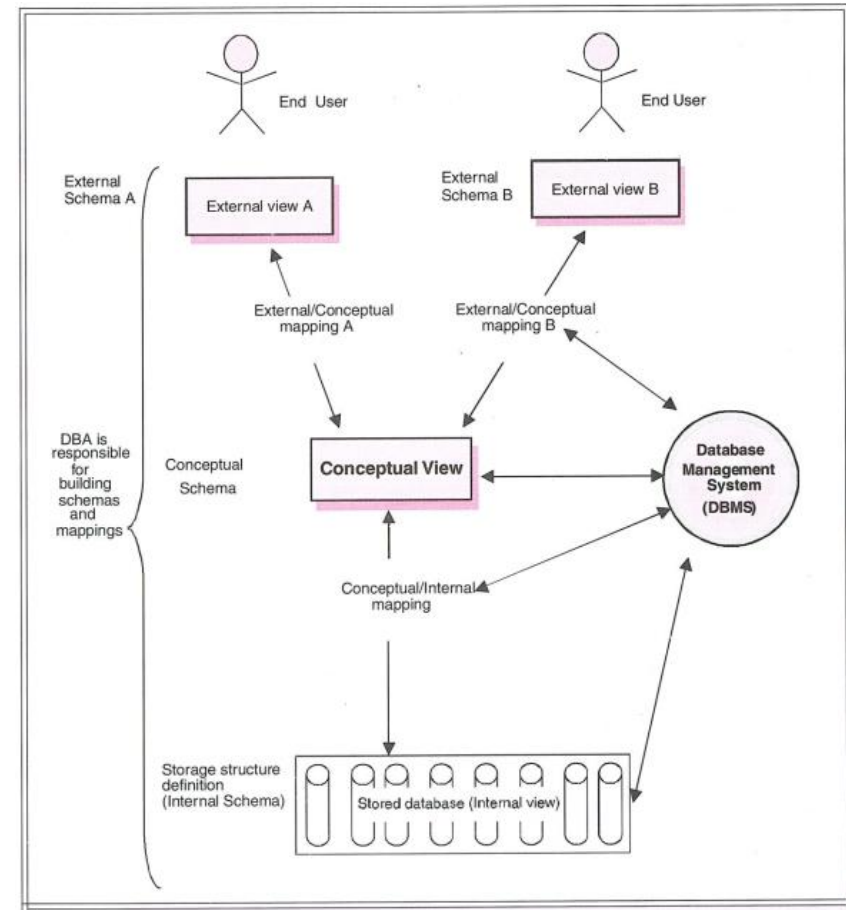 End User
End User
External
Schema A
External view A
External
Schema B
External view B
External/Conceptual
mapping A
External/Conceptual
mapping B
DBA is
responsible
for
building
schemas
and
mappings
Conceptual
Schema
Conceptual View
Database
Management
System
(DBMS)
Conceptual/Internal
mapping
Storage structure
definition
(Internal Schema)
Stored database (Internal view)